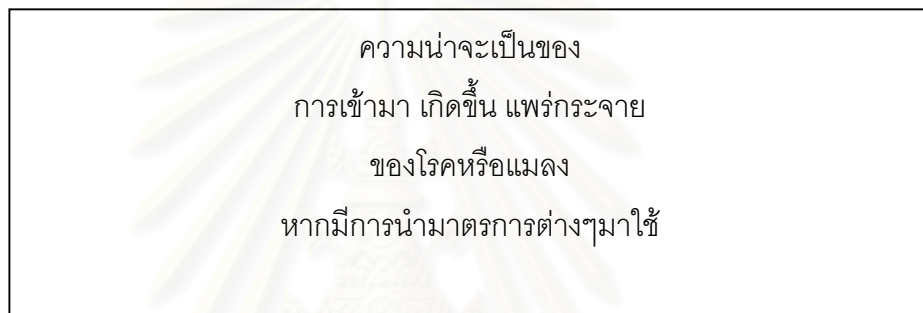 ความน่าจะเป็นของ
การเข้ามา เกิดขึ้น แพร่กระจาย
ของโรคหรือแมลง
หากมีการนำมาตรการต่างๆมาใช้